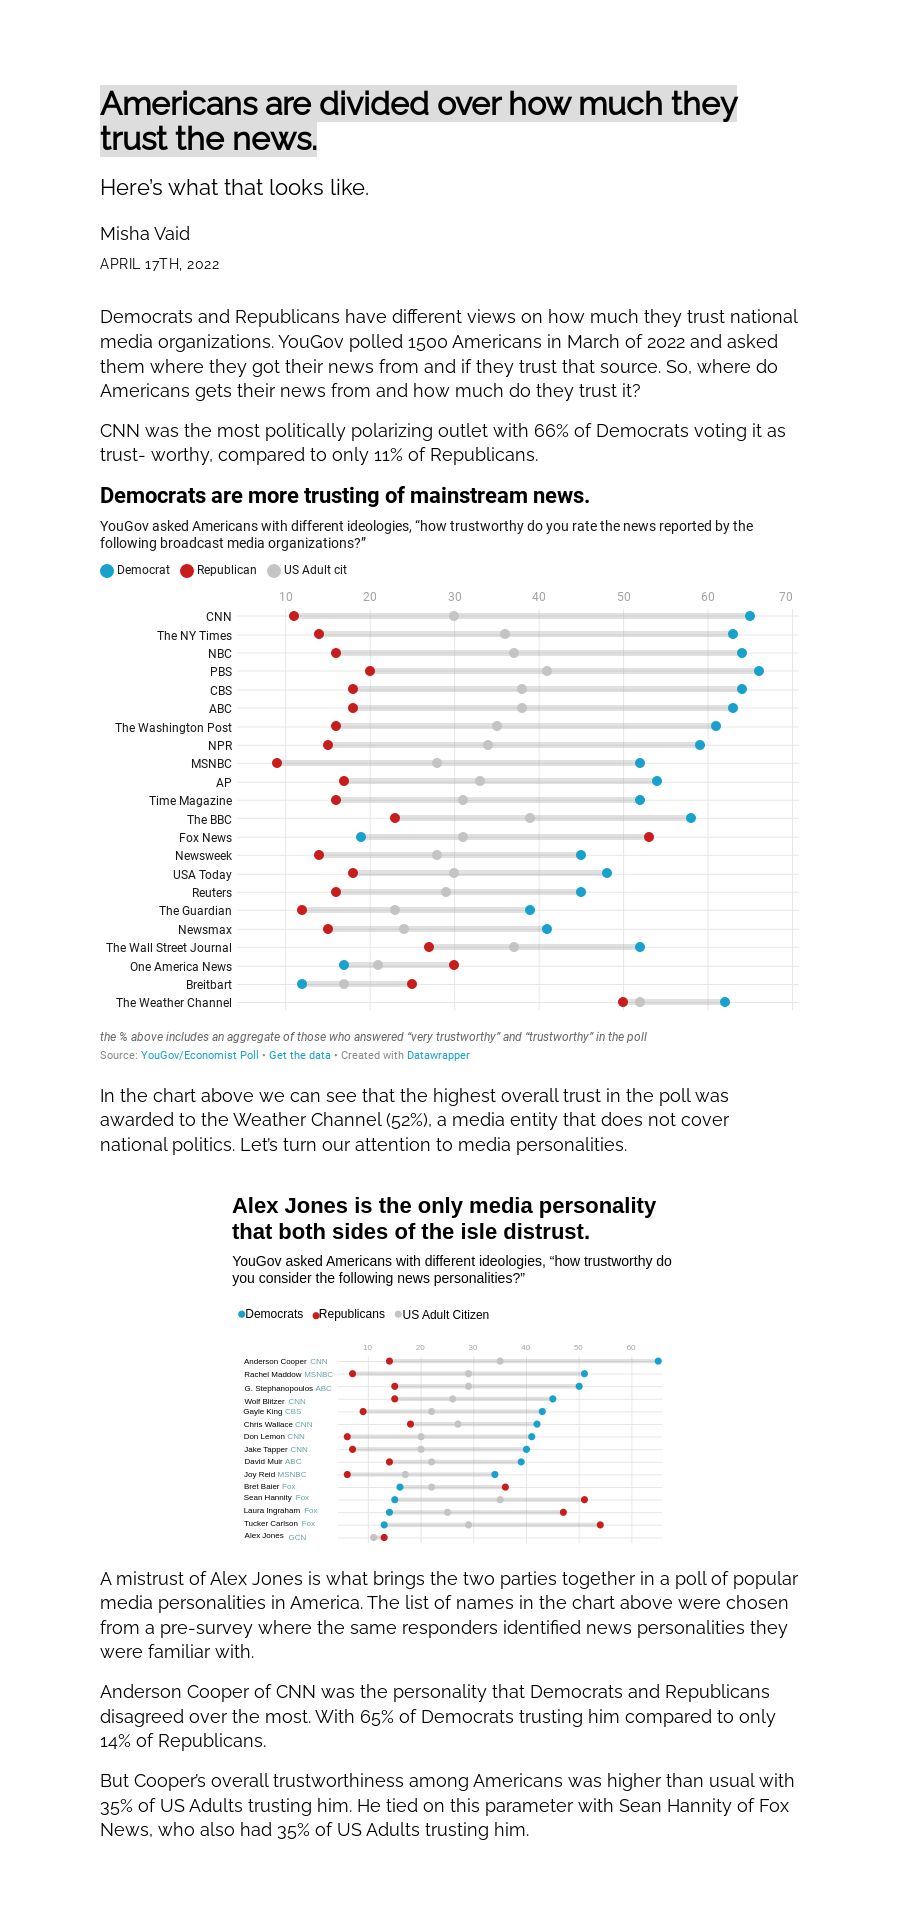 Americans are divided over how much they
trust the news.
Here’s what that looks like.
Misha Vaid
APRIL 17TH, 2022
Democrats and Republicans have different views on how much they trust national
media organizations. YouGov polled 1500 Americans in March of 2022 and asked
them where they got their news from and if they trust that source. So, where do
Americans gets their news from and how much do they trust it?
CNN was the most politically polarizing outlet with 66% of Democrats voting it as
trust- worthy, compared to only 11% of Republicans.
Democrats are more trusting of mainstream news.
YouGov asked Americans with different ideologies, “how trustworthy do you rate the news reported by the
following broadcast media organizations?”
Democrat Republican US Adult cit
10 20 30 40 50 60 70
CNN
The NY Times
NBC
PBS
CBS
ABC
The Washington Post
NPR
MSNBC
AP
Time Magazine
The BBC
Fox News
Newsweek
USA Today
Reuters
The Guardian
Newsmax
The Wall Street Journal
One America News
Breitbart
The Weather Channel
the % above includes an aggregate of those who answered “very trustworthy” and “trustworthy” in the poll
Source: YouGov/Economist Poll • Get the data • Created with Datawrapper
In the chart above we can see that the highest overall trust in the poll was
awarded to the Weather Channel (52%), a media entity that does not cover
national politics. Let’s turn our attention to media personalities.
Alex Jones is the only media personality
that both sides of the isle distrust.
YouGov asked Americans with different ideologies, “how trustworthy do
you consider the following news personalities?”
Democrats Republicans US Adult Citizen
10 20 30 40 50 60
Anderson Cooper CNN
Rachel Maddow MSNBC
G. Stephanopoulos ABC
Wolf Blitzer CNN
Gayle King CBS
Chris Wallace CNN
Don Lemon CNN
Jake Tapper CNN
David Muir ABC
Joy Reid MSNBC
Bret Baier Fox
Sean Hannity Fox
Laura Ingraham Fox
Tucker Carlson Fox
Alex Jones GCN
A mistrust of Alex Jones is what brings the two parties together in a poll of popular
media personalities in America. The list of names in the chart above were chosen
from a pre-survey where the same responders identified news personalities they
were familiar with.
Anderson Cooper of CNN was the personality that Democrats and Republicans
disagreed over the most. With 65% of Democrats trusting him compared to only
14% of Republicans.
But Cooper’s overall trustworthiness among Americans was higher than usual with
35% of US Adults trusting him. He tied on this parameter with Sean Hannity of Fox
News, who also had 35% of US Adults trusting him.